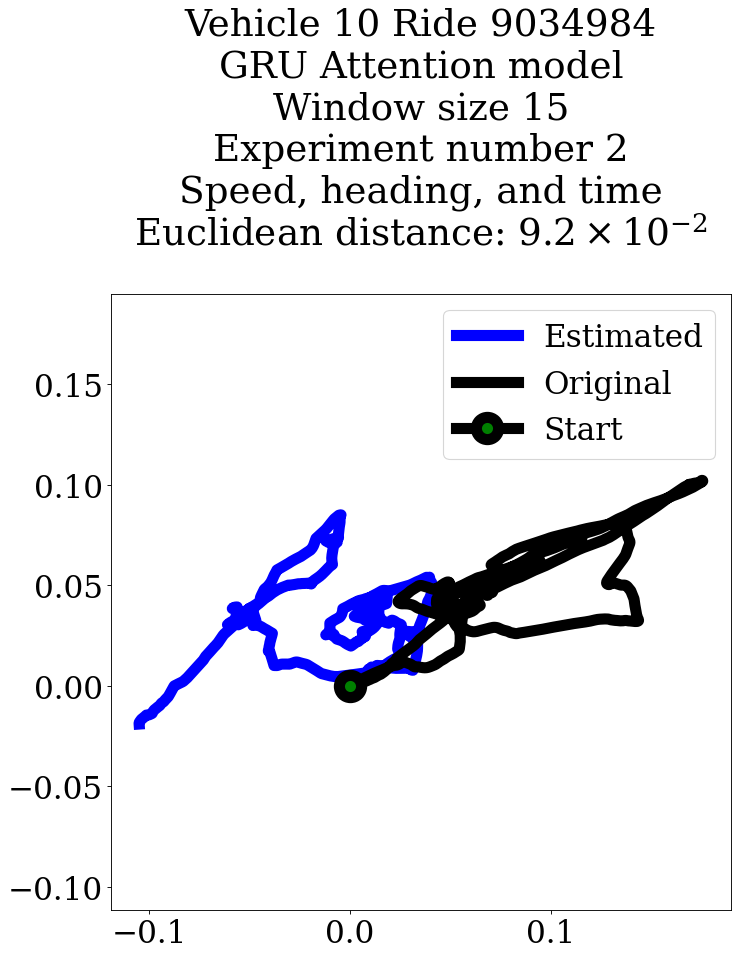 Vehicle 10 Ride 9034984
GRU Attention model
Window size 15
Experiment number 2
Speed, heading, and time
Euclidean distance: 9.2 × 10⁻²
Estimated
Original
Start
0.15
0.10
0.05
0.00
−0.05
−0.10
−0.1
0.0
0.1